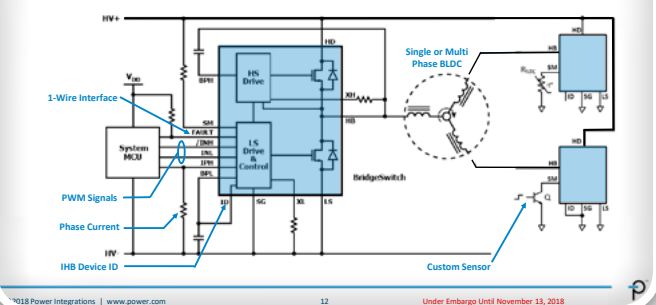 HV+
HD
HS
Drive
BPH
XH
HB
Single or Multi
Phase BLDC
HD
HB
SM
ID
SG
LS
VDD
1-Wire Interface
SM
FAULT
/INH
INL
IPH
BPL
System
MCU
LS
Drive
&
Control
BridgeSwitch
PWM Signals
Phase Current
ID
SG
XL
LS
HD
HB
SM
Q
ID
SG
LS
HV-
IHB Device ID
Custom Sensor
2018 Power Integrations | www.power.com
12
Under Embargo Until November 13, 2018